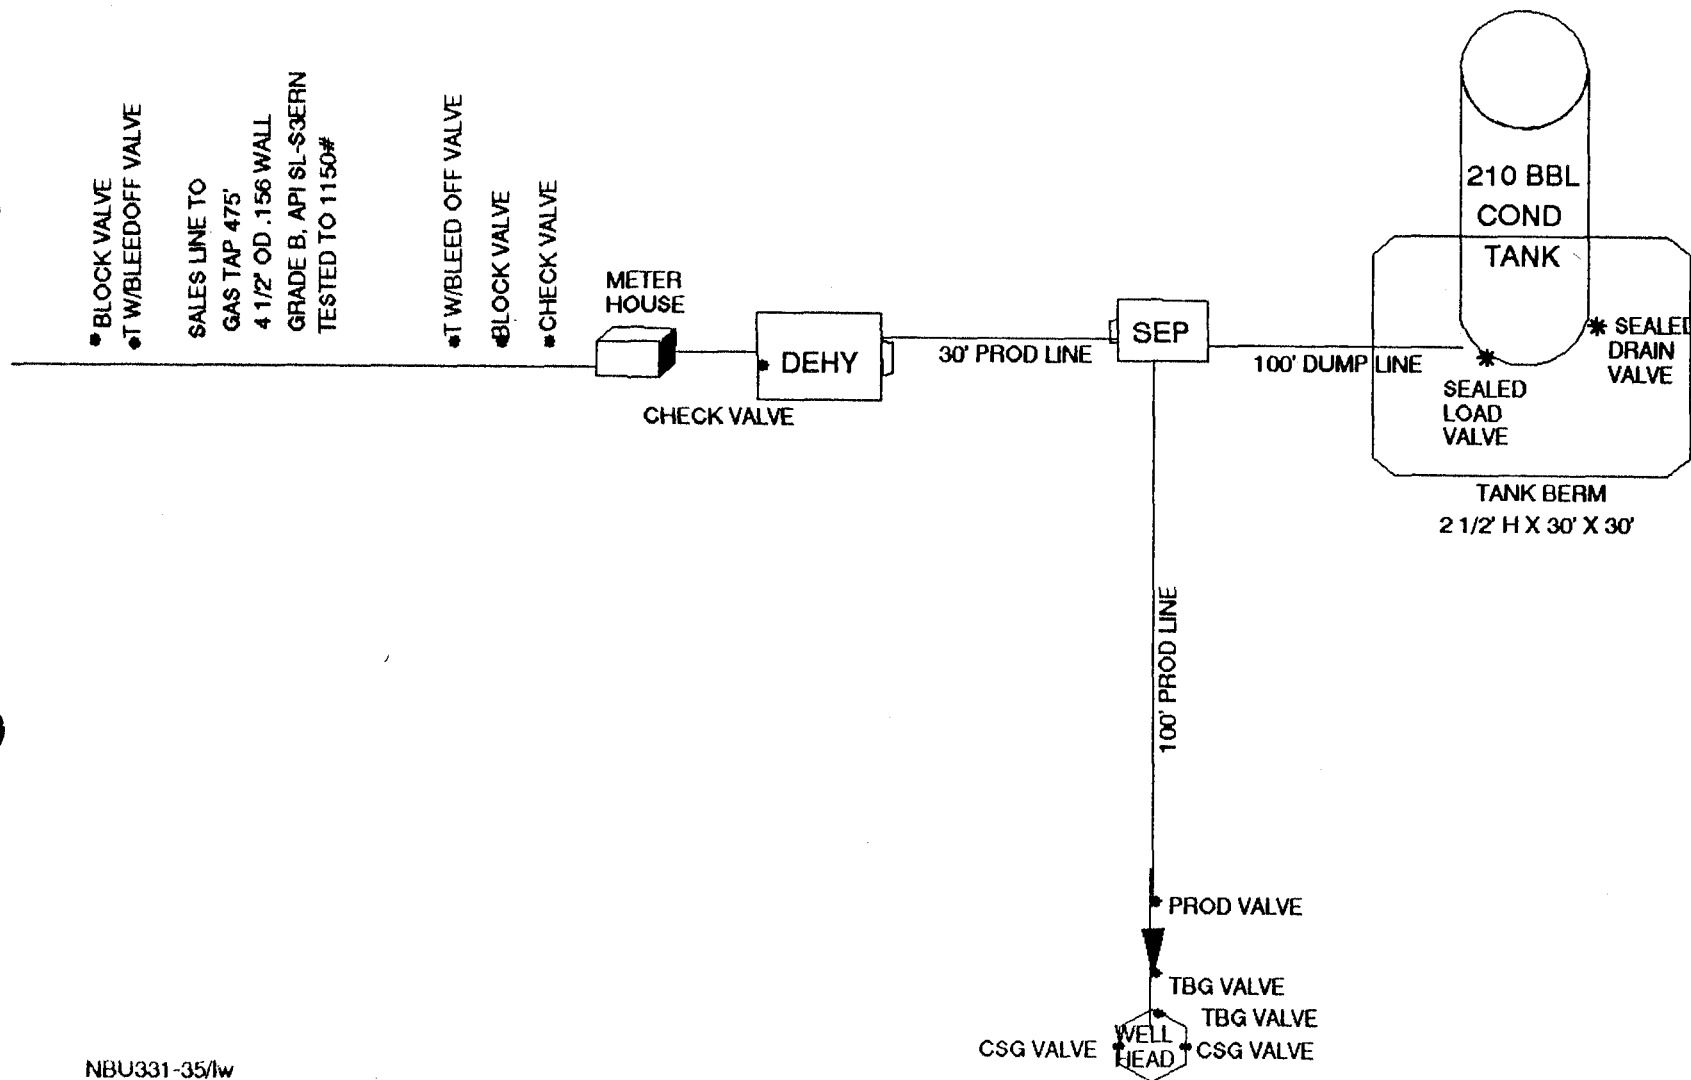 BLOCK VALVE
T W/BLEEDOFF VALVE
SALES LINE TO
GAS TAP 475'
4 1/2" OD .156 WALL
GRADE B, API SL-S3ERN
TESTED TO 1150#
T W/BLEED OFF VALVE
BLOCK VALVE
CHECK VALVE
METER
HOUSE
DEHY
CHECK VALVE
30' PROD LINE
SEP
100' DUMP LINE
210 BBL
COND
TANK
SEALED
DRAIN
VALVE
SEALED
LOAD
VALVE
TANK BERM
2 1/2' H X 30' X 30'
100' PROD LINE
PROD VALVE
TBG VALVE
TBG VALVE
CSG VALVE
WELL
HEAD
CSG VALVE
NBU331-35/lw